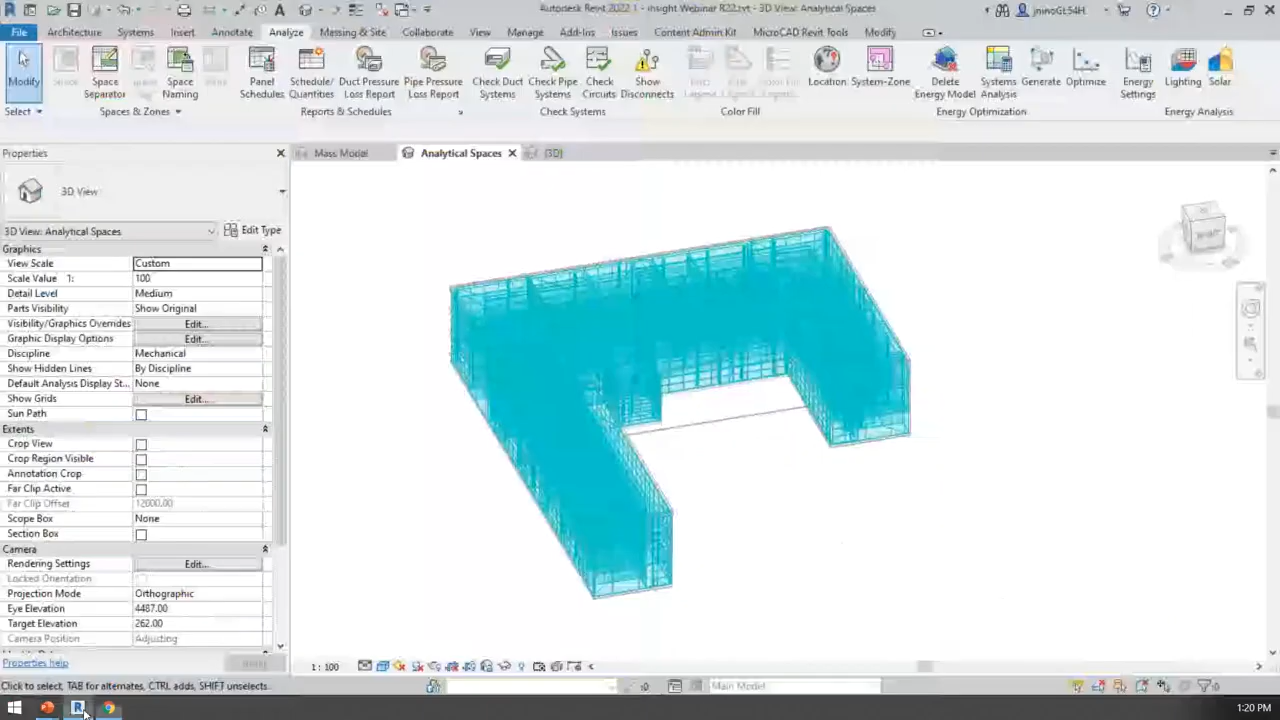 Autodesk Revit 2022.1 - Insight Webinar R22.rvt - 3D View: Analytical Spaces
jninoGt54H
File Architecture Systems Insert Annotate Analyze Massing & Site Collaborate View Manage Add-Ins Issues Content Admin Kit MicroCAD Revit Tools Modify
Modify
Space Separator
Space Naming
Panel Schedules
Schedule/ Quantities
Duct Pressure Loss Report
Pipe Pressure Loss Report
Check Duct Systems
Check Pipe Systems
Check Circuits
Show Disconnects
Location
System-Zone
Delete Energy Model
Systems Analysis
Generate
Optimize
Energy Settings
Lighting
Solar
Select Spaces & Zones Reports & Schedules Check Systems Color Fill Energy Optimization Energy Analysis
Properties
Mass Model Analytical Spaces {3D}
3D View
3D View: Analytical Spaces Edit Type
Graphics
View Scale Custom
Scale Value 1: 100
Detail Level Medium
Parts Visibility Show Original
Visibility/Graphics Overrides Edit...
Graphic Display Options Edit...
Discipline Mechanical
Show Hidden Lines By Discipline
Default Analysis Display St... None
Show Grids Edit...
Sun Path
Extents
Crop View
Crop Region Visible
Annotation Crop
Far Clip Active
Far Clip Offset 12000.00
Scope Box None
Section Box
Camera
Rendering Settings Edit...
Locked Orientation
Projection Mode Orthographic
Eye Elevation 4487.00
Target Elevation 262.00
Camera Position Adjusting
Properties help
1 : 100
Click to select, TAB for alternates, CTRL adds, SHIFT unselects.
:0
Main Model
:0
1:20 PM